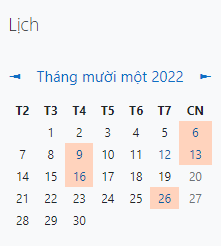 Lịch
◄ Tháng mười một 2022 ►
T2 T3 T4 T5 T6 T7 CN
1 2 3 4 5 6
7 8 9 10 11 12 13
14 15 16 17 18 19 20
21 22 23 24 25 26 27
28 29 30